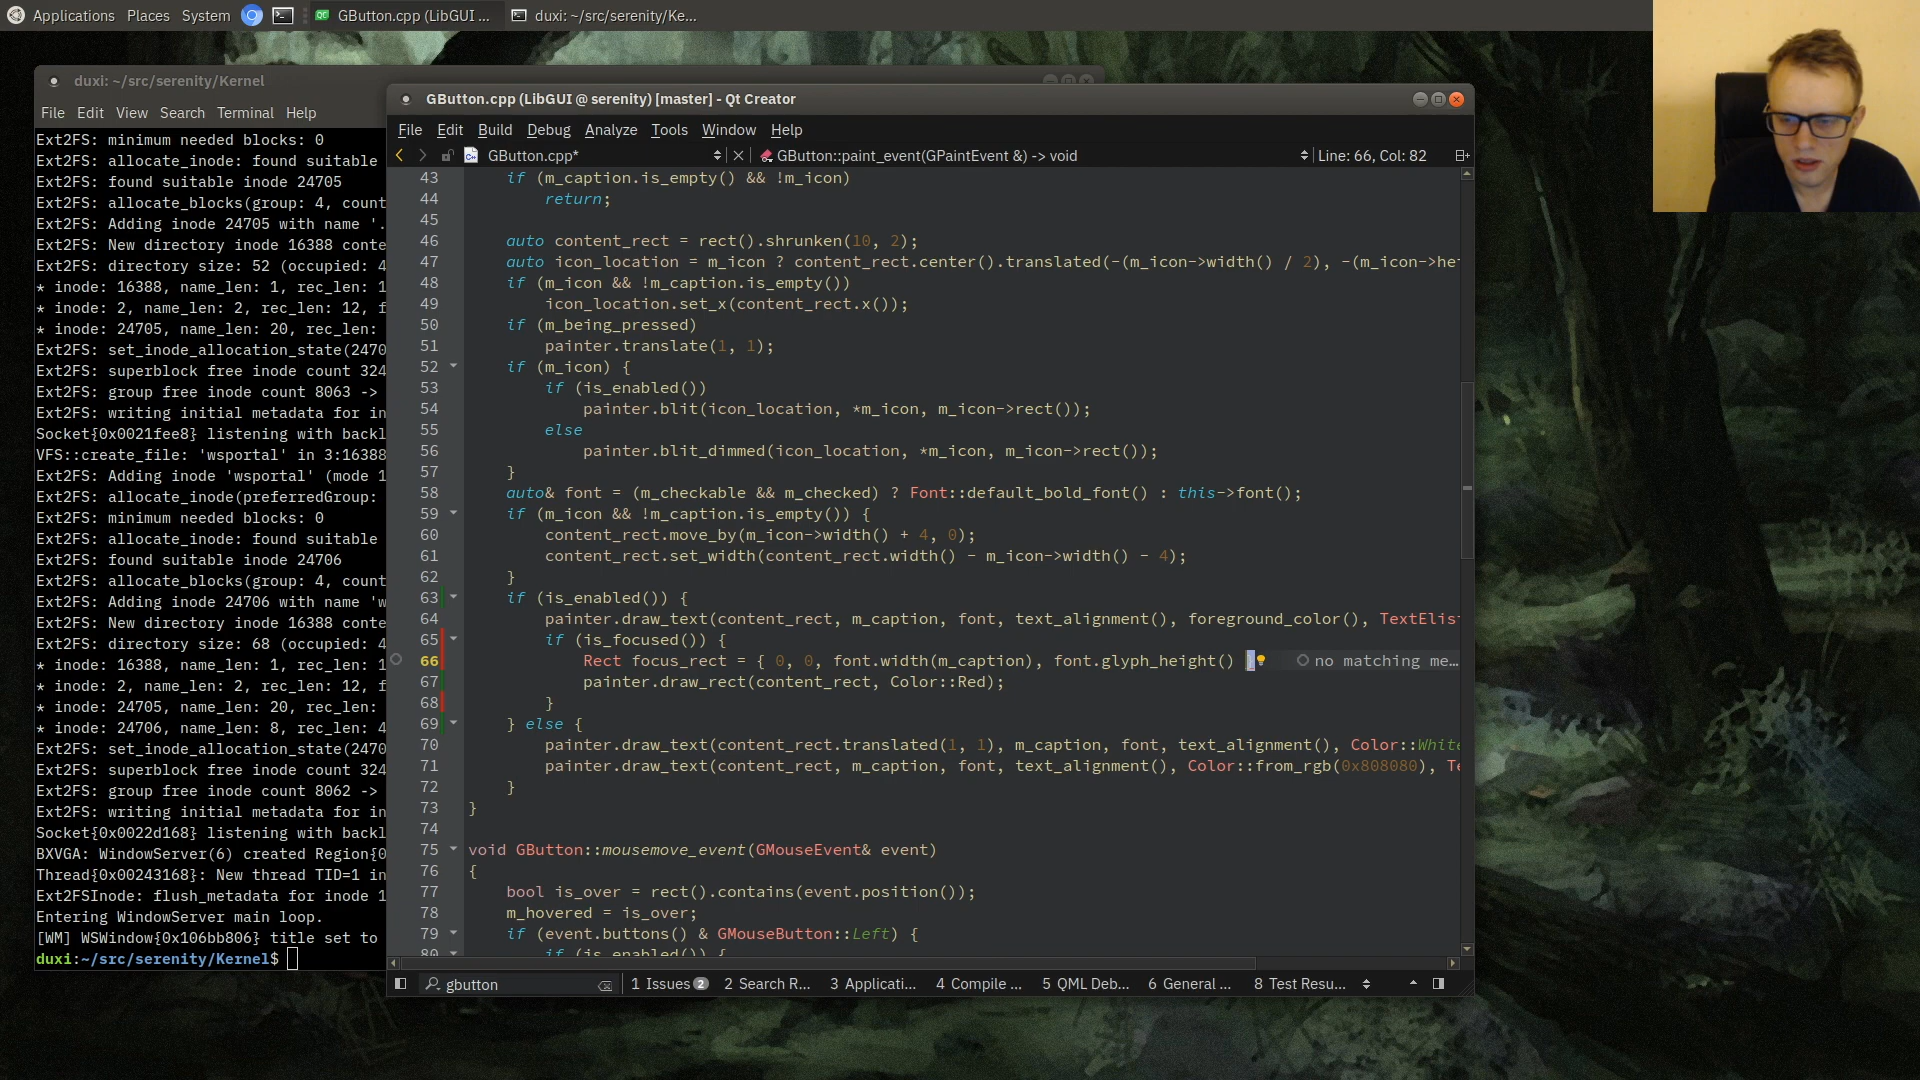 Applications Places System GButton.cpp (LibGUI ... duxi: ~/src/serenity/Ke...
duxi: ~/src/serenity/Kernel
File Edit View Search Terminal Help
Ext2FS: minimum needed blocks: 0
Ext2FS: allocate_inode: found suitable
Ext2FS: found suitable inode 24705
Ext2FS: allocate_blocks(group: 4, count
Ext2FS: Adding inode 24705 with name '.
Ext2FS: New directory inode 16388 conte
Ext2FS: directory size: 52 (occupied: 4
* inode: 16388, name_len: 1, rec_len: 1
* inode: 2, name_len: 2, rec_len: 12, f
* inode: 24705, name_len: 20, rec_len:
Ext2FS: set_inode_allocation_state(2470
Ext2FS: superblock free inode count 324
Ext2FS: group free inode count 8063 ->
Ext2FS: writing initial metadata for in
Socket{0x0021fee8} listening with backl
VFS::create_file: 'wsportal' in 3:16388
Ext2FS: Adding inode 'wsportal' (mode 1
Ext2FS: allocate_inode(preferredGroup:
Ext2FS: minimum needed blocks: 0
Ext2FS: allocate_inode: found suitable
Ext2FS: found suitable inode 24706
Ext2FS: allocate_blocks(group: 4, count
Ext2FS: Adding inode 24706 with name 'w
Ext2FS: New directory inode 16388 conte
Ext2FS: directory size: 68 (occupied: 4
* inode: 16388, name_len: 1, rec_len: 1
* inode: 2, name_len: 2, rec_len: 12, f
* inode: 24705, name_len: 20, rec_len:
* inode: 24706, name_len: 8, rec_len: 4
Ext2FS: set_inode_allocation_state(2470
Ext2FS: superblock free inode count 324
Ext2FS: group free inode count 8062 ->
Ext2FS: writing initial metadata for in
Socket{0x0022d168} listening with backl
BXVGA: WindowServer(6) created Region{0
Thread{0x00243168}: New thread TID=1 in
Ext2FSInode: flush_metadata for inode 1
Entering WindowServer main loop.
[WM] WSWindow{0x106bb806} title set to
duxi:~/src/serenity/Kernel$
GButton.cpp (LibGUI @ serenity) [master] - Qt Creator
File Edit Build Debug Analyze Tools Window Help
GButton.cpp* GButton::paint_event(GPaintEvent &) -> void Line: 66, Col: 82
43 if (m_caption.is_empty() && !m_icon)
44 return;
45
46 auto content_rect = rect().shrunken(10, 2);
47 auto icon_location = m_icon ? content_rect.center().translated(-(m_icon->width() / 2), -(m_icon->hei
48 if (m_icon && !m_caption.is_empty())
49 icon_location.set_x(content_rect.x());
50 if (m_being_pressed)
51 painter.translate(1, 1);
52 if (m_icon) {
53 if (is_enabled())
54 painter.blit(icon_location, *m_icon, m_icon->rect());
55 else
56 painter.blit_dimmed(icon_location, *m_icon, m_icon->rect());
57 }
58 auto& font = (m_checkable && m_checked) ? Font::default_bold_font() : this->font();
59 if (m_icon && !m_caption.is_empty()) {
60 content_rect.move_by(m_icon->width() + 4, 0);
61 content_rect.set_width(content_rect.width() - m_icon->width() - 4);
62 }
63 if (is_enabled()) {
64 painter.draw_text(content_rect, m_caption, font, text_alignment(), foreground_color(), TextElis
65 if (is_focused()) {
66 Rect focus_rect = { 0, 0, font.width(m_caption), font.glyph_height() } no matching me...
67 painter.draw_rect(content_rect, Color::Red);
68 }
69 } else {
70 painter.draw_text(content_rect.translated(1, 1), m_caption, font, text_alignment(), Color::White
71 painter.draw_text(content_rect, m_caption, font, text_alignment(), Color::from_rgb(0x808080), Te
72 }
73 }
74
75 void GButton::mousemove_event(GMouseEvent& event)
76 {
77 bool is_over = rect().contains(event.position());
78 m_hovered = is_over;
79 if (event.buttons() & GMouseButton::Left) {
80 if (is_enabled()) {
gbutton 1 Issues 2 2 Search R... 3 Applicati... 4 Compile ... 5 QML Deb... 6 General ... 8 Test Resu...